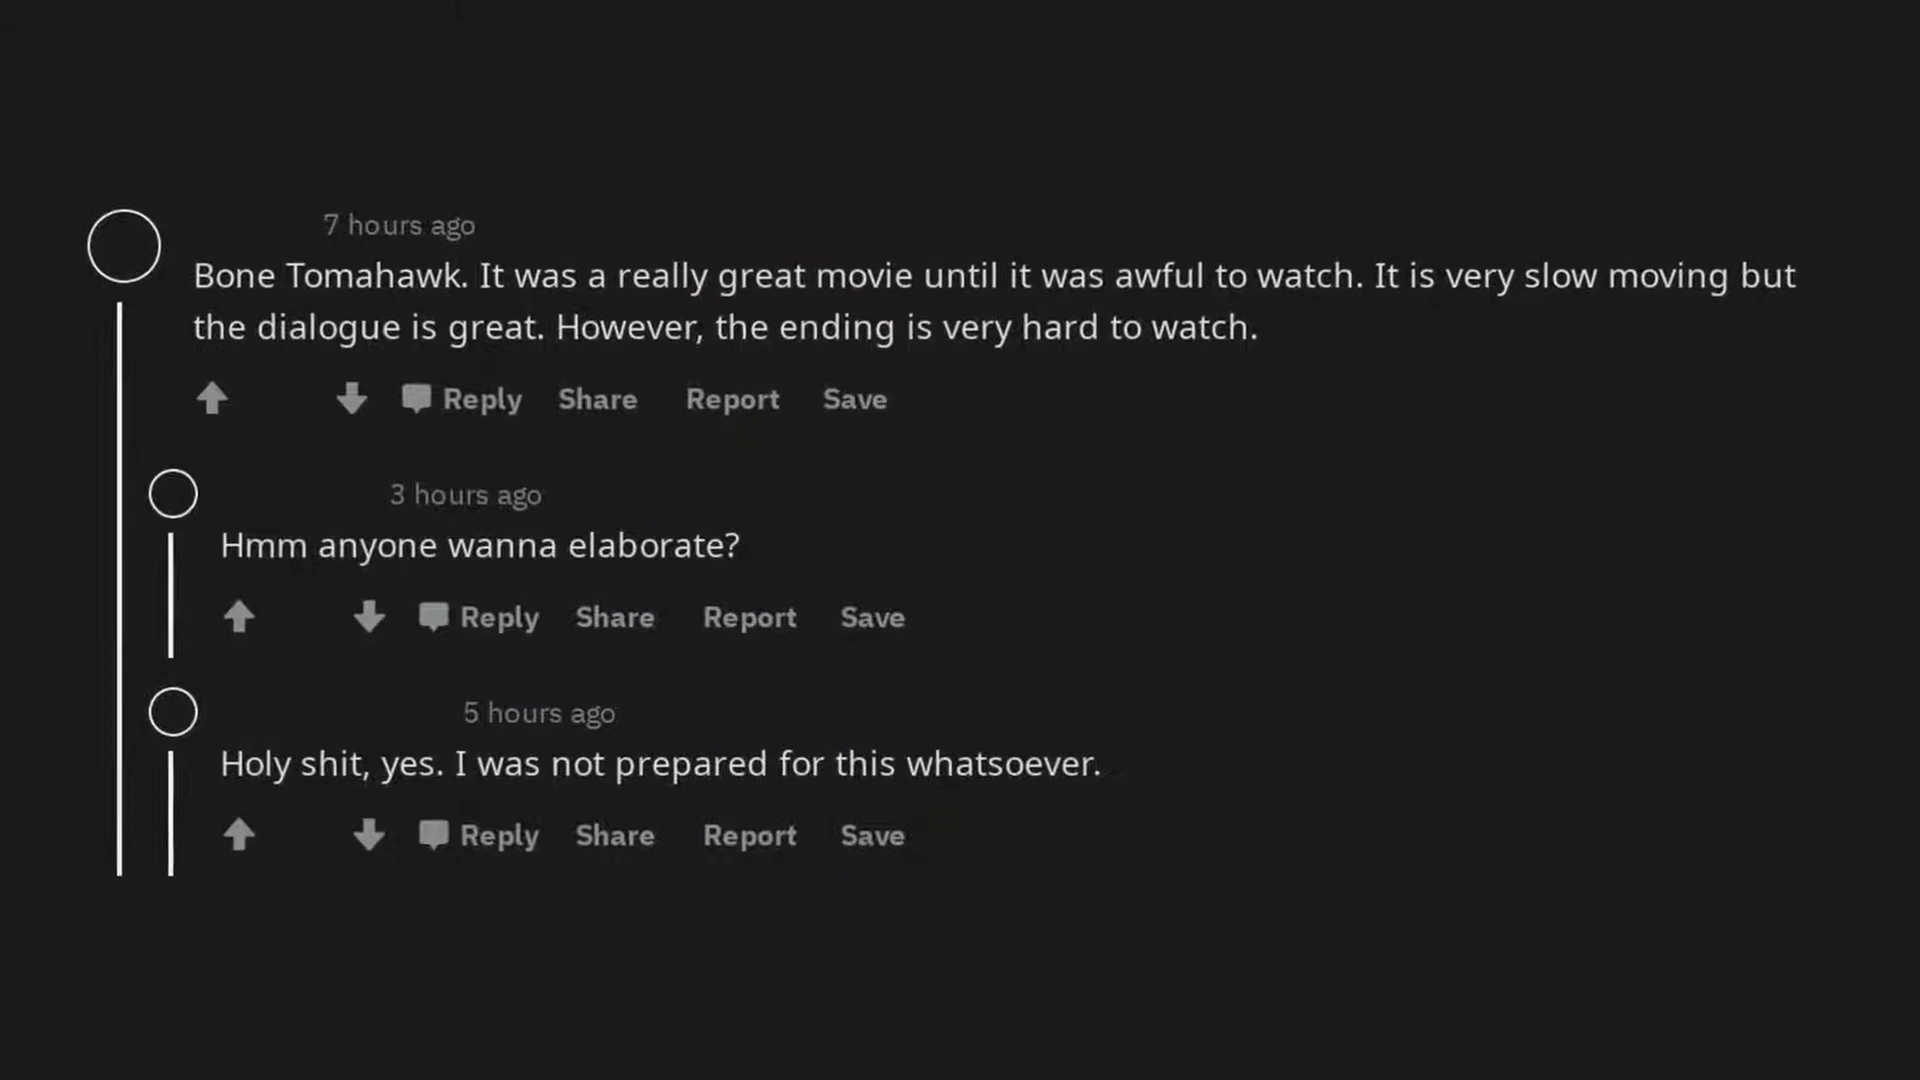 7 hours ago
Bone Tomahawk. It was a really great movie until it was awful to watch. It is very slow moving but
the dialogue is great. However, the ending is very hard to watch.
Reply Share Report Save
3 hours ago
Hmm anyone wanna elaborate?
Reply Share Report Save
5 hours ago
Holy shit, yes. I was not prepared for this whatsoever.
Reply Share Report Save